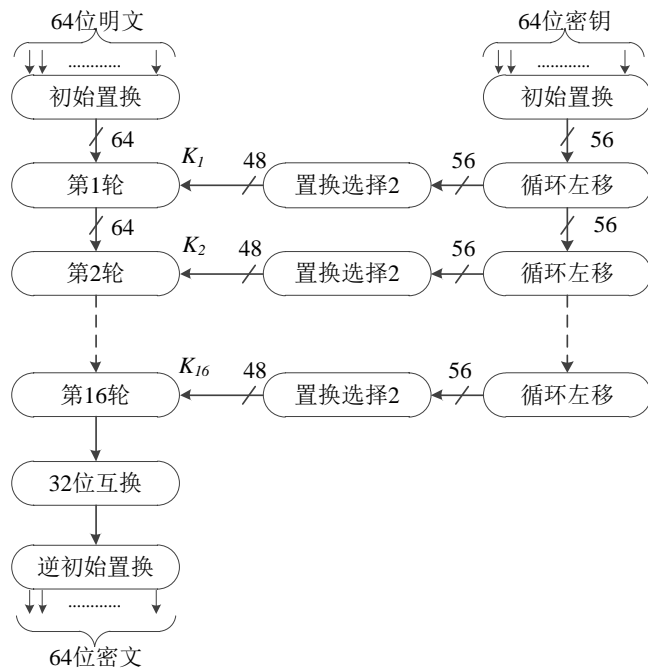 64位明文
64位密钥
............
............
初始置换
初始置换
64
56
K1
48
56
第1轮
置换选择2
循环左移
64
56
K2
48
56
第2轮
置换选择2
循环左移
K16
48
56
第16轮
置换选择2
循环左移
32位互换
逆初始置换
............
64位密文